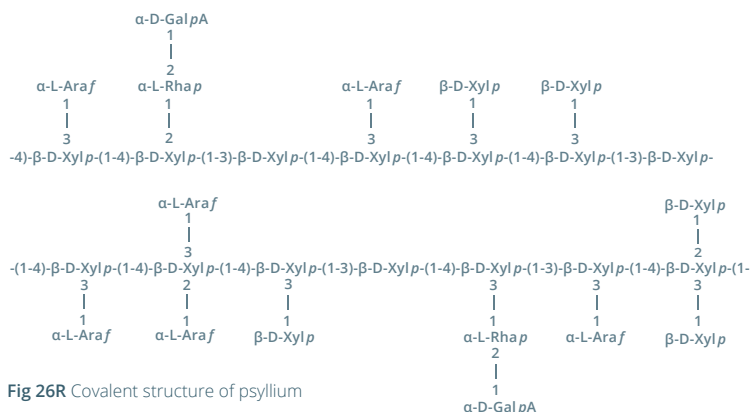 α-D-GalpA
1
|
2
α-L-Araf α-L-Rhap α-L-Araf β-D-Xylp β-D-Xylp
1 1 1 1 1
| | | | |
3 2 3 3 3
-4)-β-D-Xylp-(1-4)-β-D-Xylp-(1-3)-β-D-Xylp-(1-4)-β-D-Xylp-(1-4)-β-D-Xylp-(1-4)-β-D-Xylp-(1-3)-β-D-Xylp-
α-L-Araf β-D-Xylp
1 1
| |
3 2
-(1-4)-β-D-Xylp-(1-4)-β-D-Xylp-(1-4)-β-D-Xylp-(1-3)-β-D-Xylp-(1-4)-β-D-Xylp-(1-3)-β-D-Xylp-(1-4)-β-D-Xylp-(1-
3 2 3 3 3 3
| | | | | |
1 1 1 1 1 1
α-L-Araf α-L-Araf β-D-Xylp α-L-Rhap α-L-Araf β-D-Xylp
2
|
1
α-D-GalpA
Fig 26R Covalent structure of psyllium